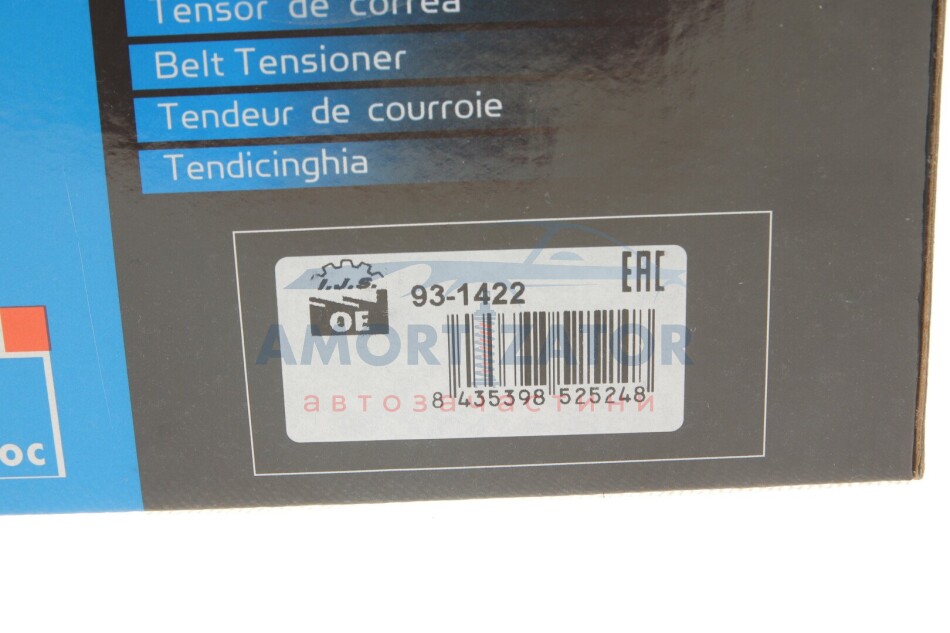 Tensor de correa
Belt Tensioner
Tendeur de courroie
Tendicinghia
I.J.S.
OE
93-1422
EAC
AMORTIZATOR
8 435398 525248
автозапчастини
oc